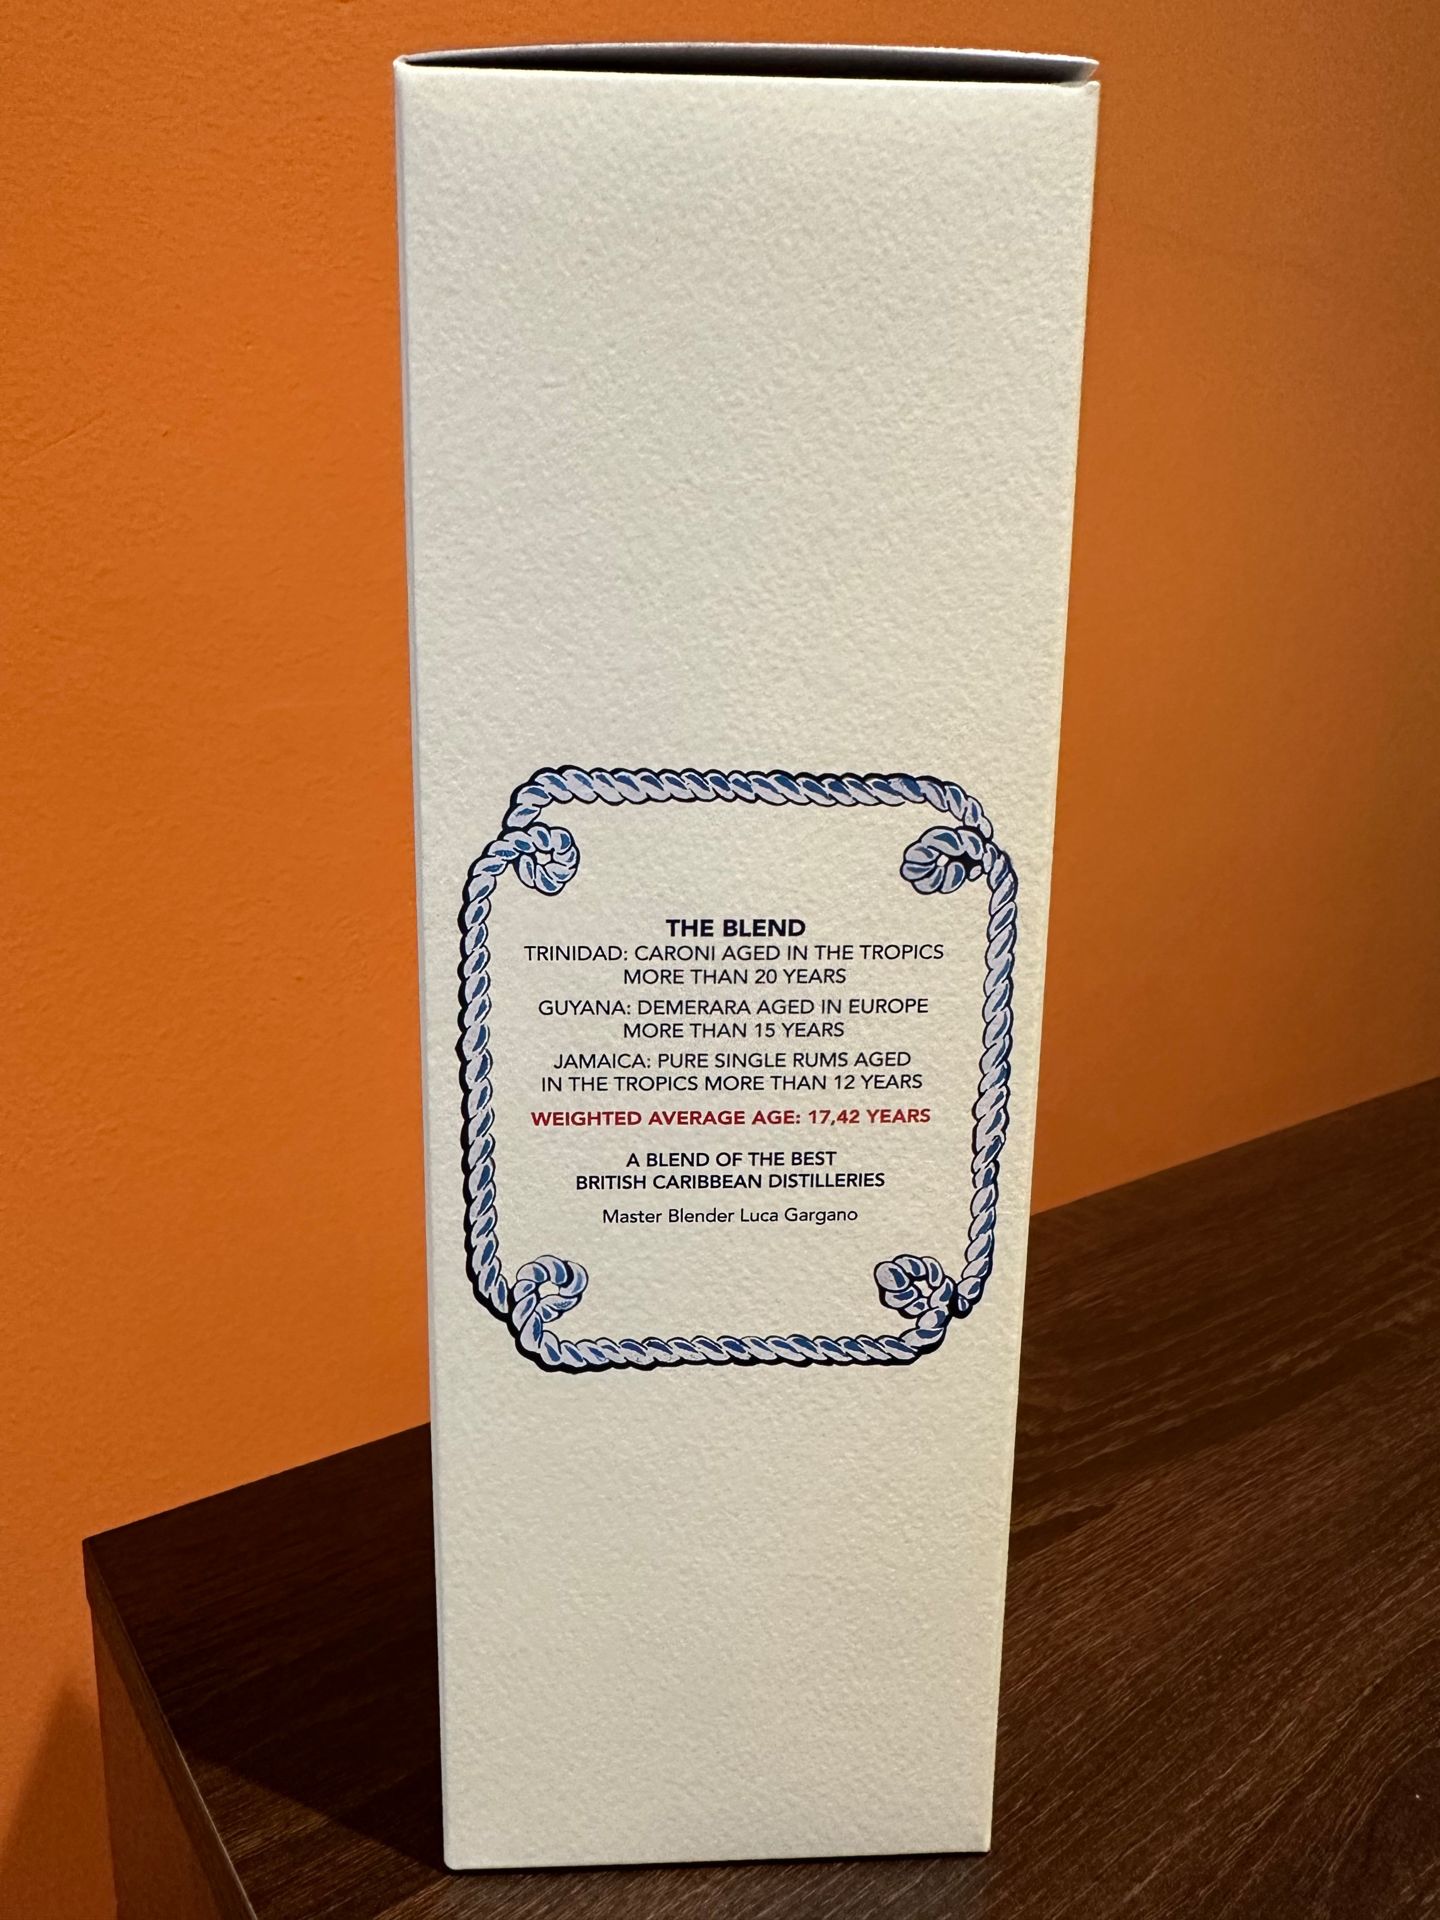 THE BLEND
TRINIDAD: CARONI AGED IN THE TROPICS
MORE THAN 20 YEARS
GUYANA: DEMERARA AGED IN EUROPE
MORE THAN 15 YEARS
JAMAICA: PURE SINGLE RUMS AGED
IN THE TROPICS MORE THAN 12 YEARS
WEIGHTED AVERAGE AGE: 17,42 YEARS
A BLEND OF THE BEST
BRITISH CARIBBEAN DISTILLERIES
Master Blender Luca Gargano